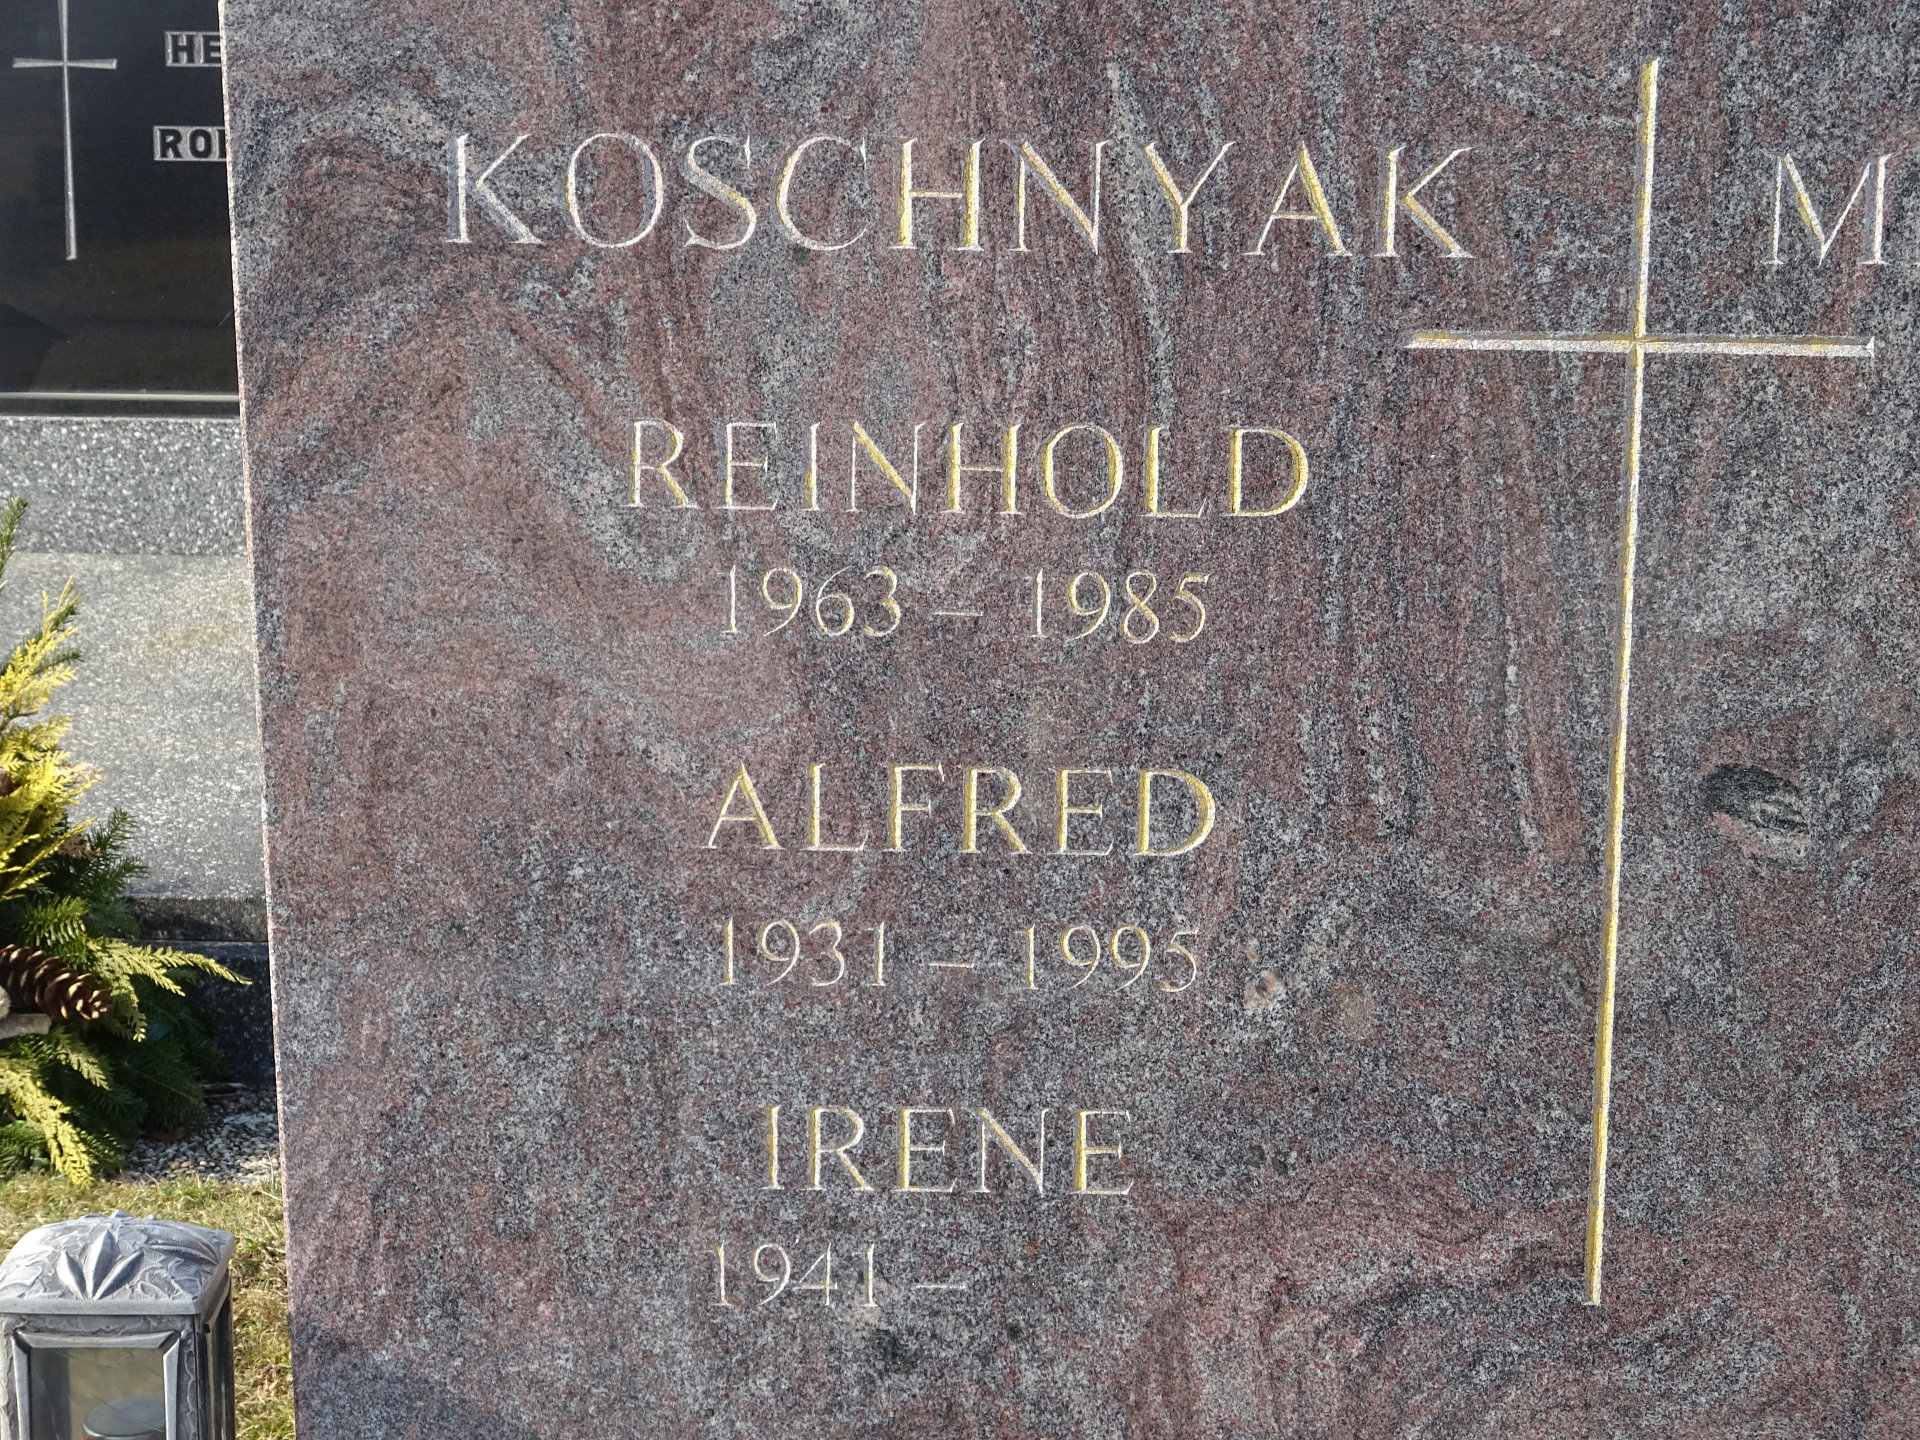 KOSCHNYAK
REINHOLD
1963 – 1985
ALFRED
1931 – 1995
IRENE
1941 –